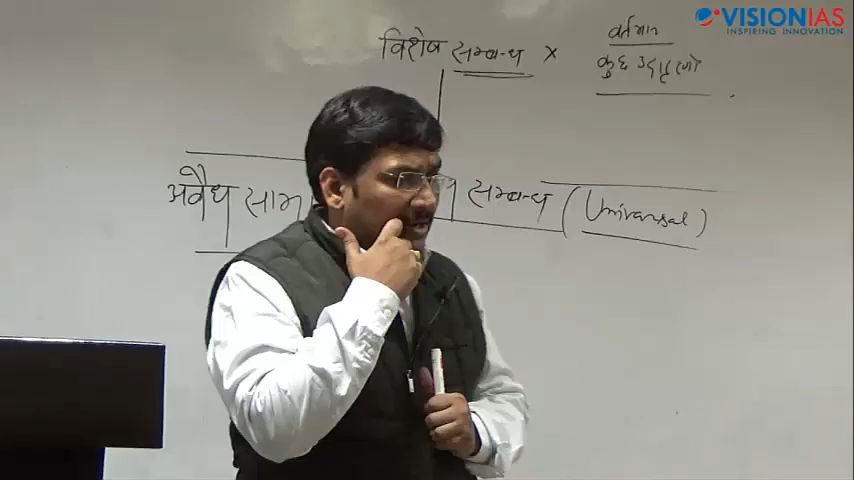 VISIONIAS
INSPIRING INNOVATION
विशेष सम्बन्ध × वर्तमान
कुछ उदाहरणों
अवैध साम सम्बन्ध (Universal)